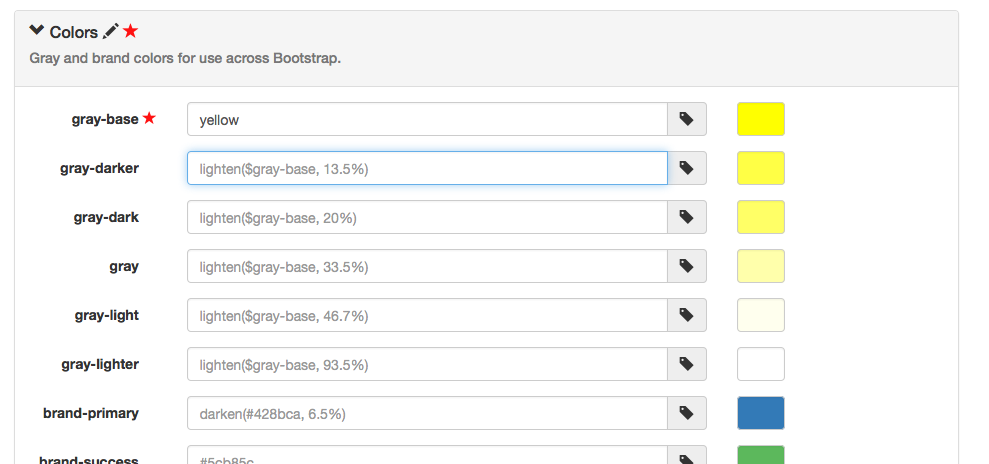 Colors
Gray and brand colors for use across Bootstrap.
gray-base yellow
gray-darker lighten($gray-base, 13.5%)
gray-dark lighten($gray-base, 20%)
gray lighten($gray-base, 33.5%)
gray-light lighten($gray-base, 46.7%)
gray-lighter lighten($gray-base, 93.5%)
brand-primary darken(#428bca, 6.5%)
brand-success #5cb85c